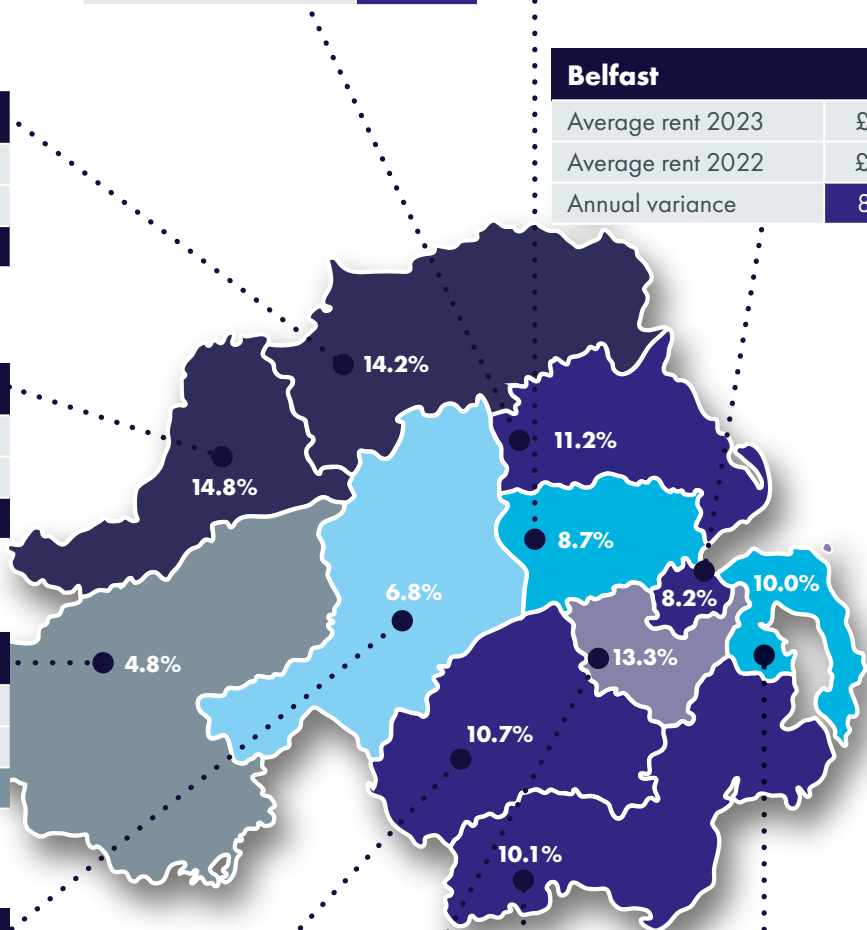 Belfast
Average rent 2023 £
Average rent 2022 £
Annual variance 8
14.2%
11.2%
14.8%
8.7%
10.0%
6.8%
8.2%
13.3%
4.8%
10.7%
10.1%